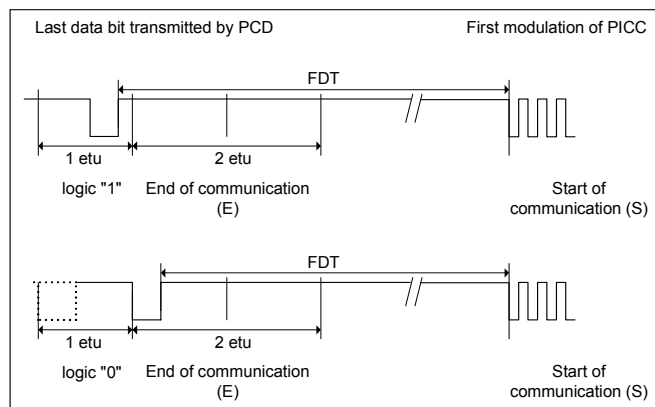 Last data bit transmitted by PCD First modulation of PICC
FDT
1 etu 2 etu
logic "1" End of communication (E) Start of communication (S)
FDT
1 etu 2 etu
logic "0" End of communication (E) Start of communication (S)